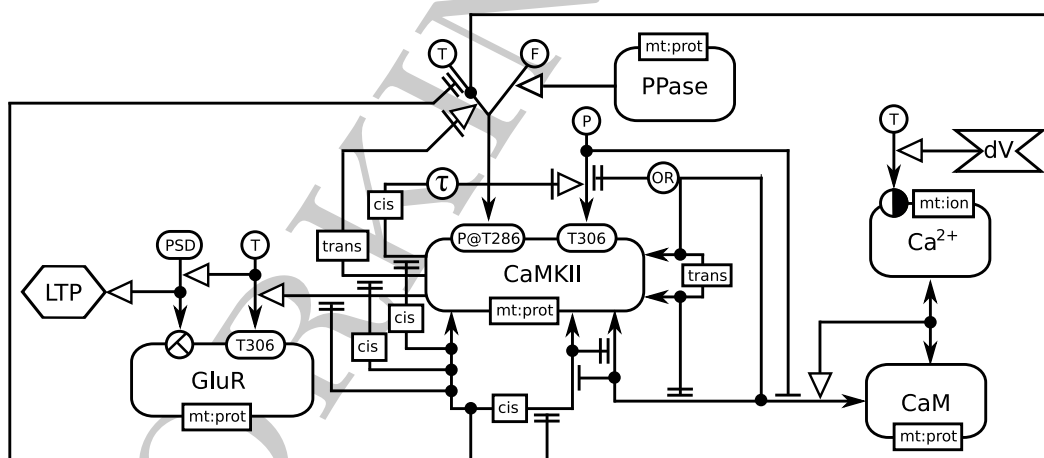 mt:prot
T
F
PPase
P
T
dV
OR
τ
cis
mt:ion
Ca2+
P@T286
T306
trans
CaMKII
trans
PSD
T
LTP
mt:prot
cis
cis
T306
GluR
mt:prot
cis
CaM
mt:prot
ORKIN